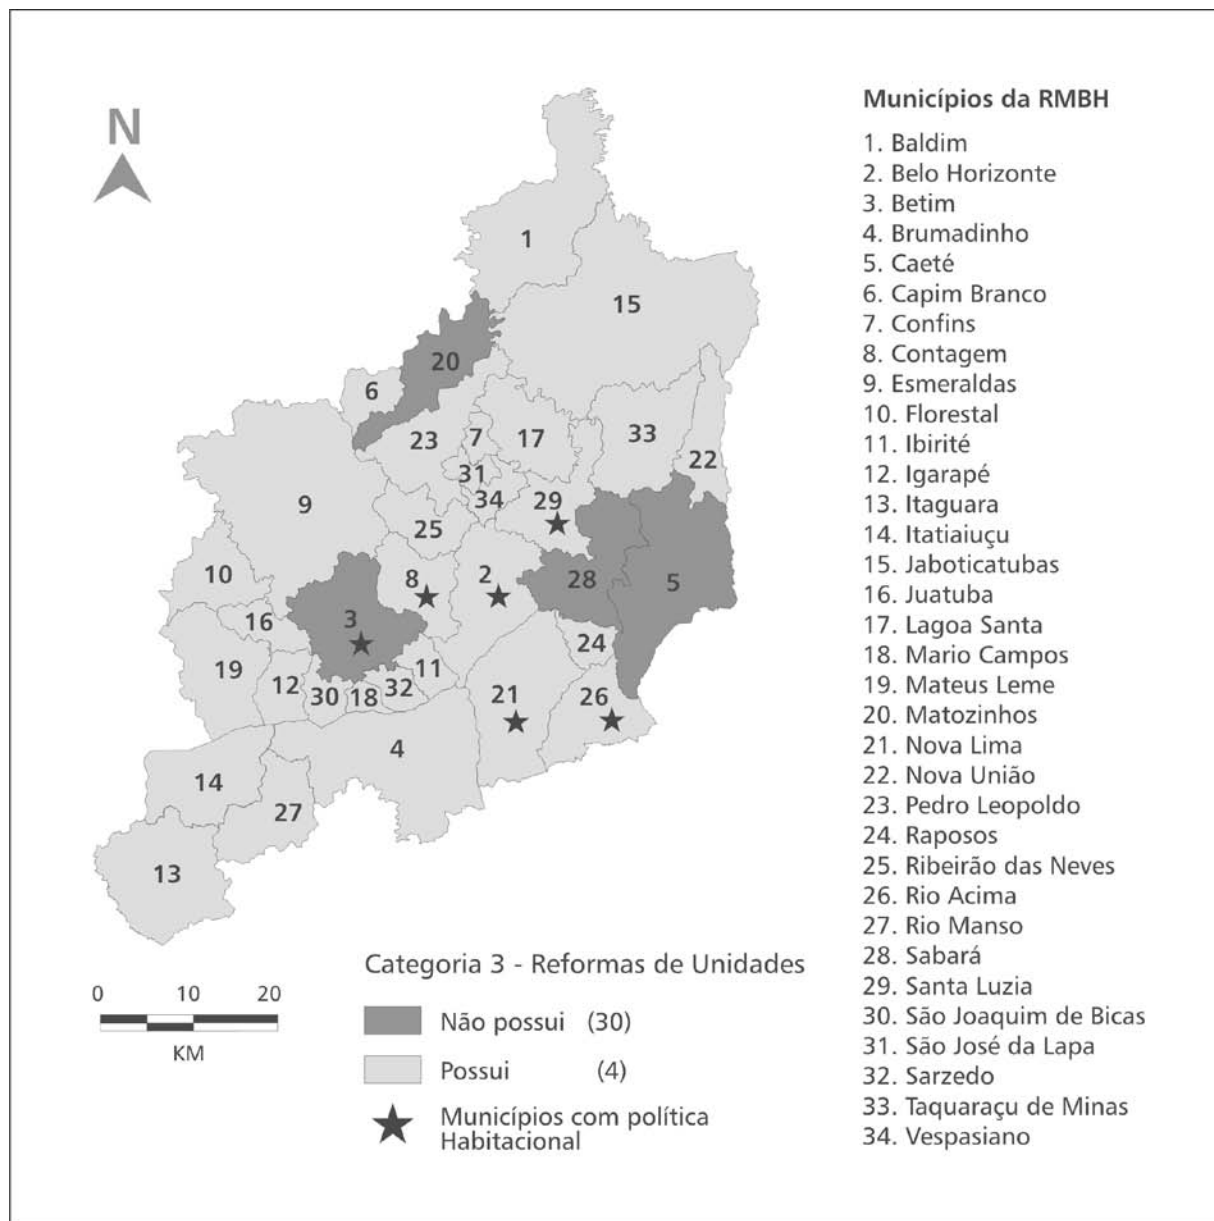 N
Municípios da RMBH
1. Baldim
2. Belo Horizonte
3. Betim
4. Brumadinho
5. Caeté
6. Capim Branco
7. Confins
8. Contagem
9. Esmeraldas
10. Florestal
11. Ibirité
12. Igarapé
13. Itaguara
14. Itatiaiuçu
15. Jaboticatubas
16. Juatuba
17. Lagoa Santa
18. Mario Campos
19. Mateus Leme
20. Matozinhos
21. Nova Lima
22. Nova União
23. Pedro Leopoldo
24. Raposos
25. Ribeirão das Neves
26. Rio Acima
27. Rio Manso
28. Sabará
29. Santa Luzia
30. São Joaquim de Bicas
31. São José da Lapa
32. Sarzedo
33. Taquaraçu de Minas
34. Vespasiano
1
15
20
6
23
7
17
33
22
31
34
29
9
25
10
8
2
28
5
16
3
24
19
12
30
18
32
11
21
26
4
14
27
13
Categoria 3 - Reformas de Unidades
Não possui (30)
Possui (4)
Municípios com política
Habitacional
0 10 20
KM